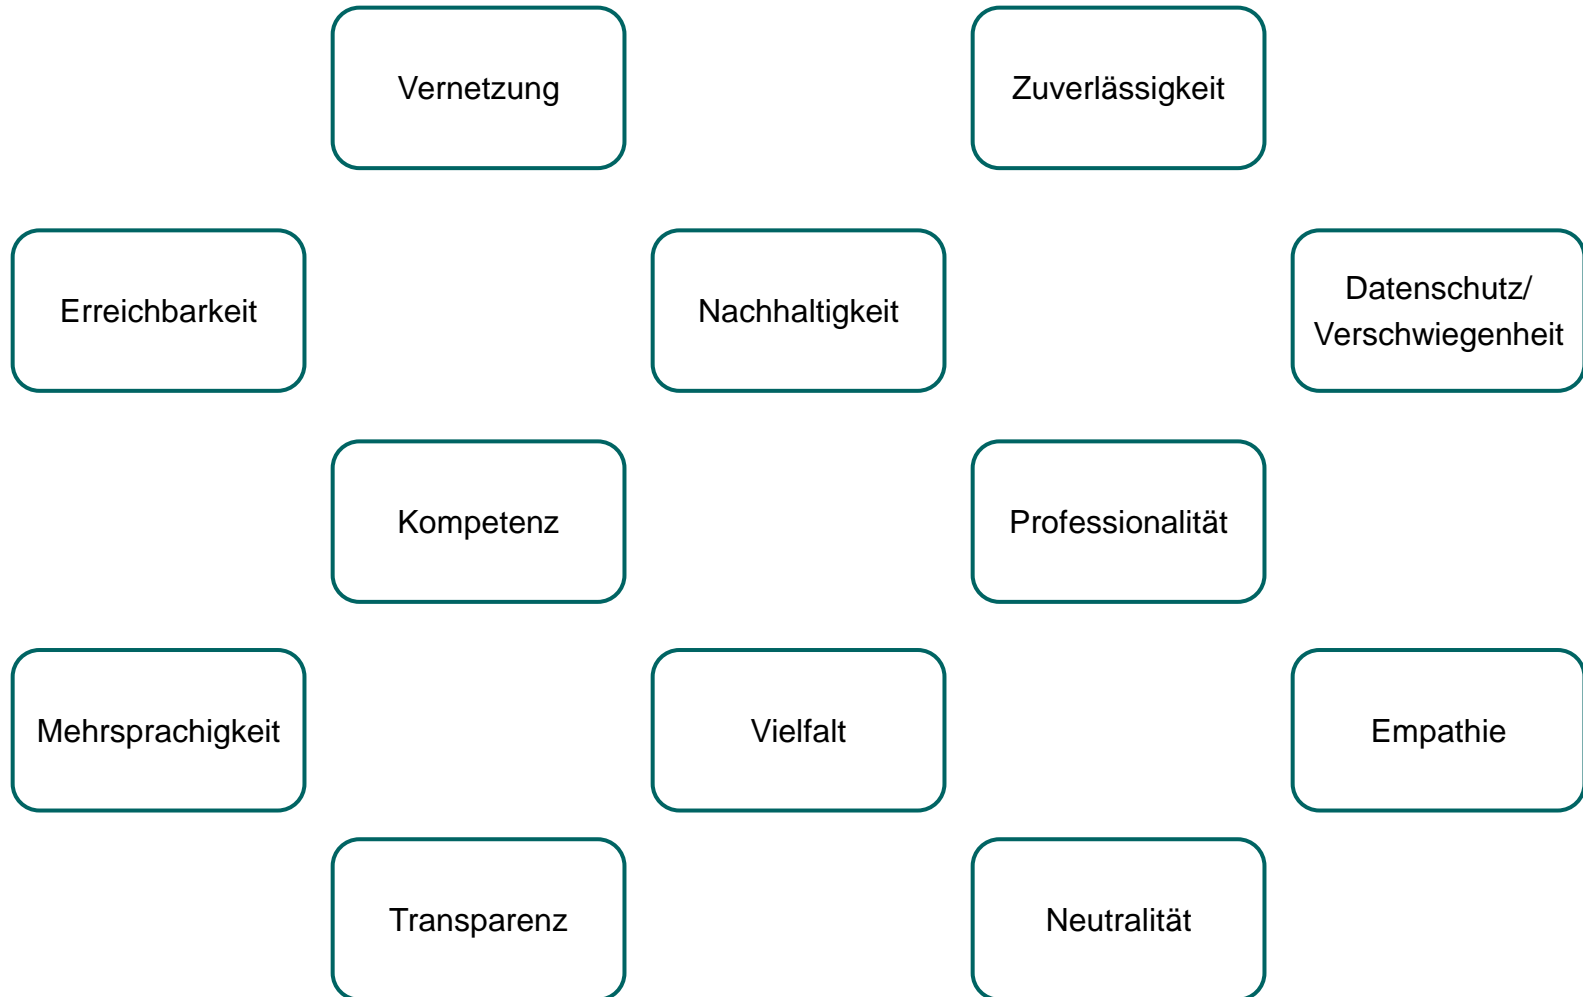 Vernetzung
Zuverlässigkeit
Erreichbarkeit
Nachhaltigkeit
Datenschutz/
Verschwiegenheit
Kompetenz
Professionalität
Mehrsprachigkeit
Vielfalt
Empathie
Transparenz
Neutralität